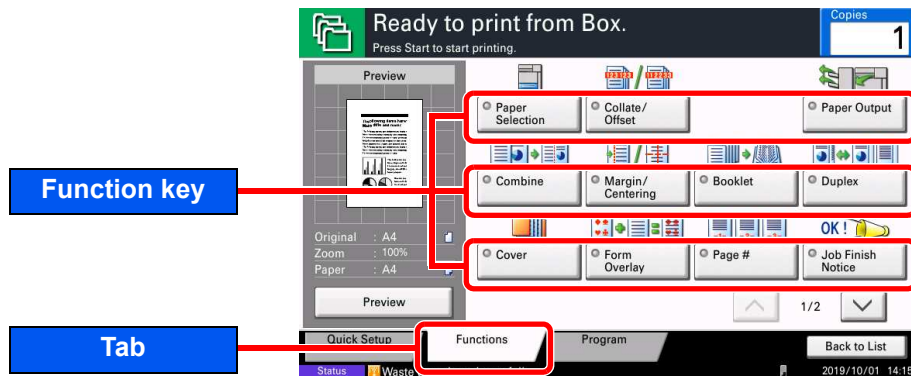 Ready to print from Box.
Press Start to start printing.
Copies
1
Preview
Paper Selection
Collate/ Offset
Paper Output
Combine
Margin/ Centering
Booklet
Duplex
Function key
Original : A4
Zoom : 100%
Paper : A4
OK !
Cover
Form Overlay
Page #
Job Finish Notice
Preview
1/2
Tab
Quick Setup
Functions
Program
Back to List
Status
Waste
2019/10/01 14:15